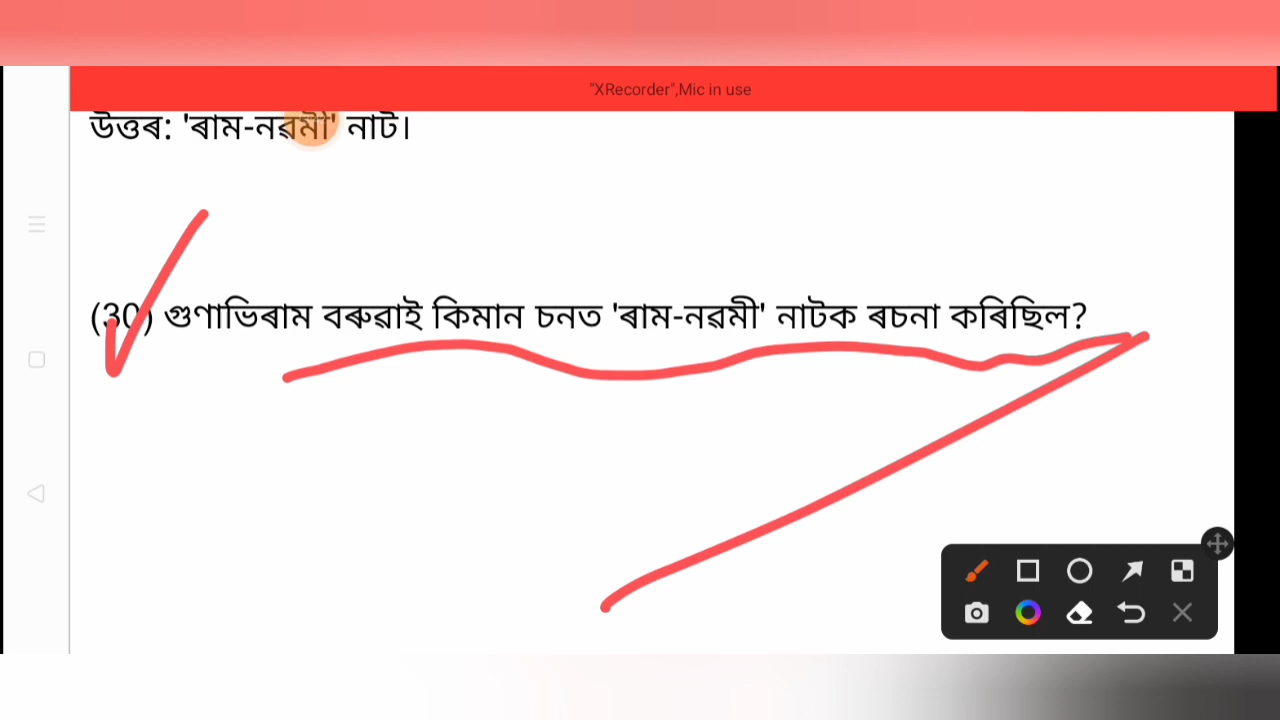 "XRecorder",Mic in use
উত্তৰ: 'ৰাম-নৱমী' নাট।
(30) গুণাভিৰাম বৰুৱাই কিমান চনত 'ৰাম-নৱমী' নাটক ৰচনা কৰিছিল?